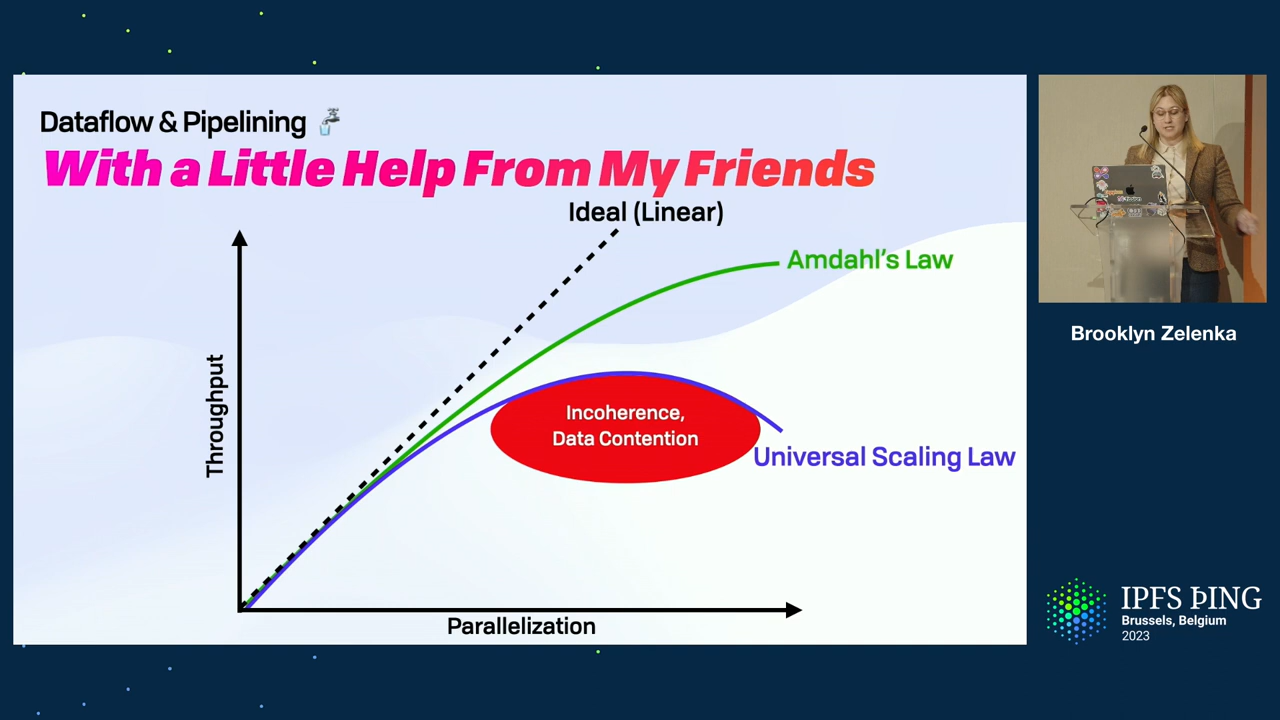 Dataflow & Pipelining
With a Little Help From My Friends
Ideal (Linear)
Amdahl's Law
Throughput
Incoherence,
Data Contention
Universal Scaling Law
Parallelization
Brooklyn Zelenka
IPFS ÞING
Brussels, Belgium
2023